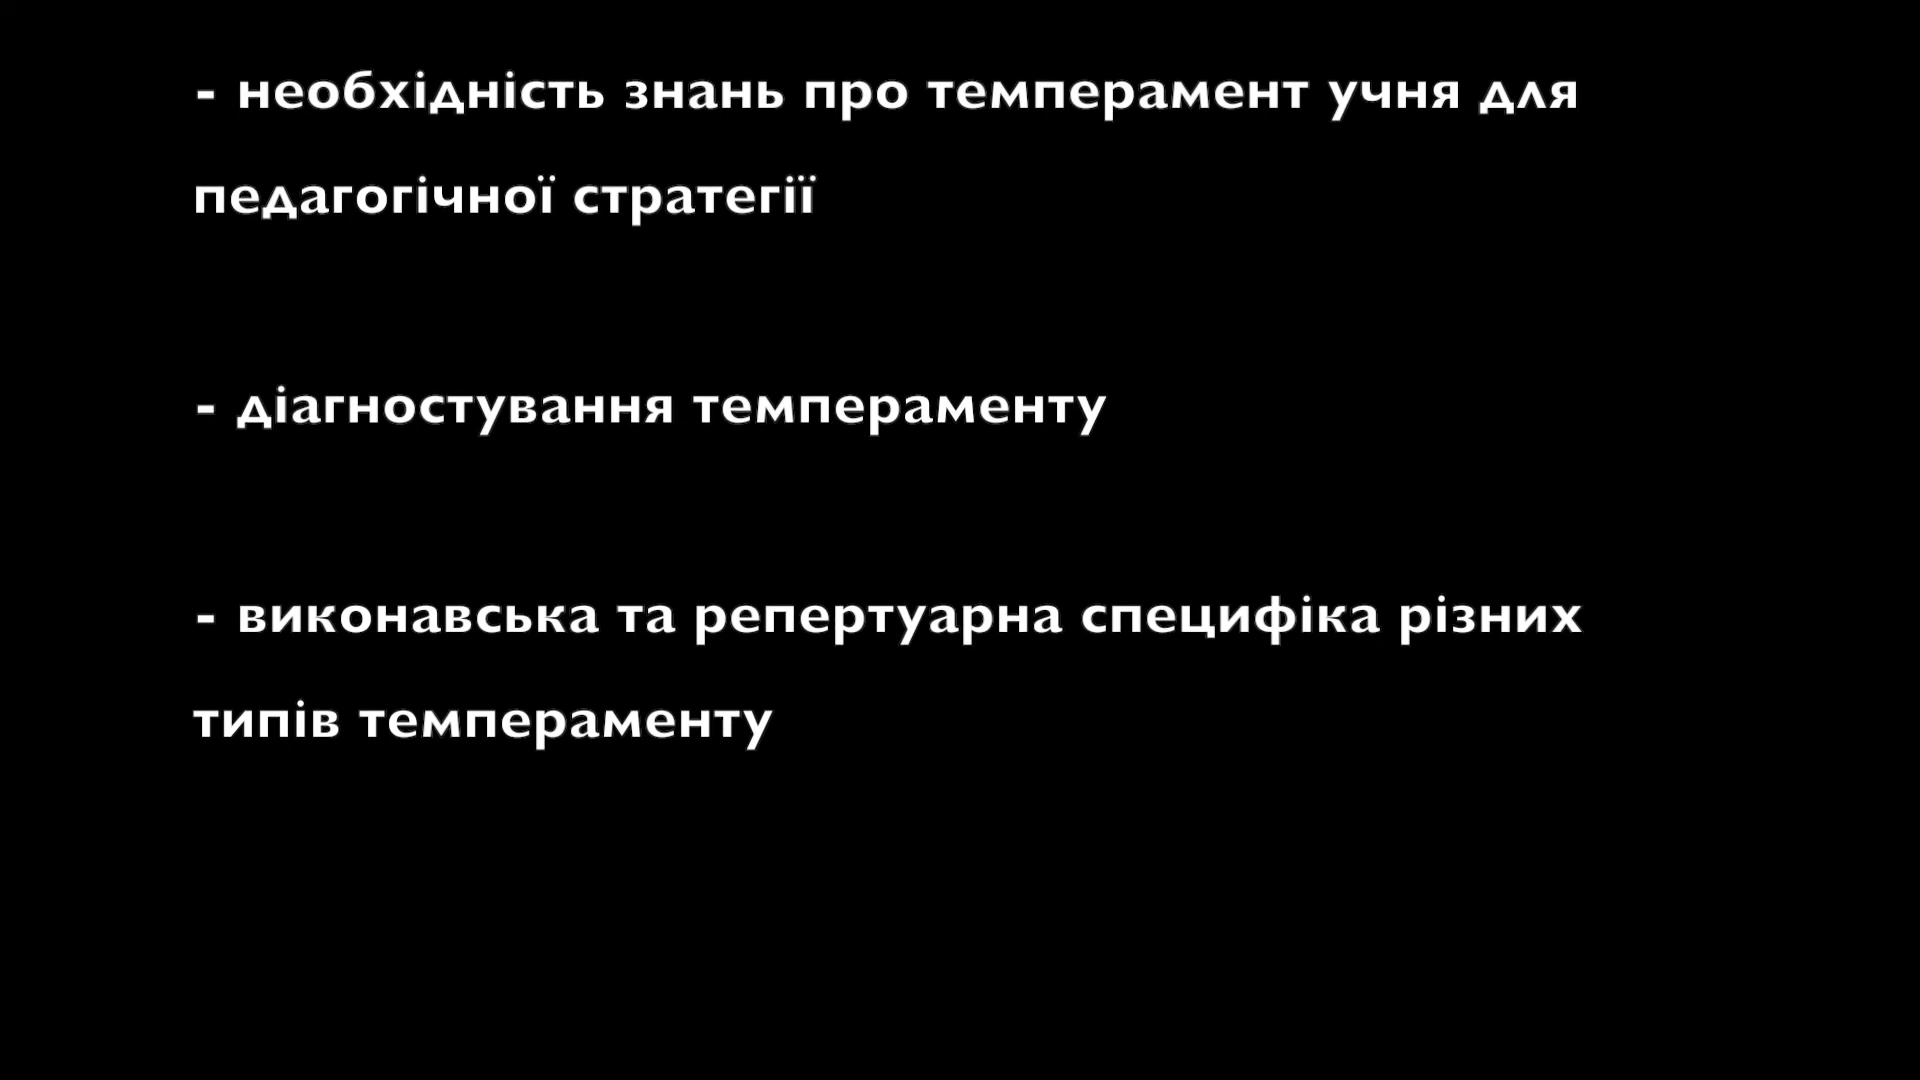 - необхідність знань про темперамент учня для
педагогічної стратегії
- діагностування темпераменту
- виконавська та репертуарна специфіка різних
типів темпераменту